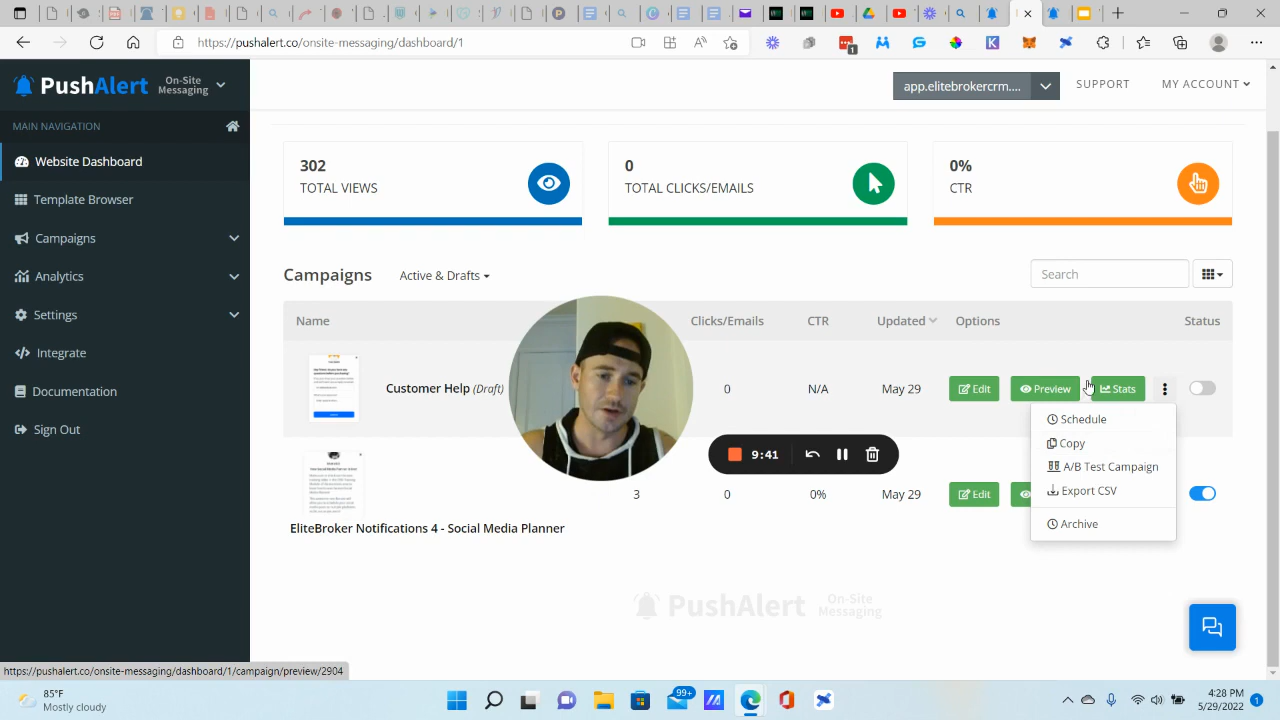 https://pushalert.co/onsite-messaging/dashboard/1
1
PushAlert On-Site Messaging
app.elitebrokercrm....
SUPPORT
MY ACCOUNT
MAIN NAVIGATION
Website Dashboard
Template Browser
Campaigns
Analytics
Settings
Integrate
Documentation
Sign Out
302
TOTAL VIEWS
0
TOTAL CLICKS/EMAILS
0%
CTR
Campaigns
Active & Drafts
Search
Name
Clicks/Emails
CTR
Updated
Options
Status
Customer Help (Draft)
0
N/A
May 29
Edit
Preview
Stats
Schedule
Copy
Archive
9:41
3
0%
May 29
Edit
EliteBroker Notifications 4 - Social Media Planner
PushAlert On-Site Messaging
https://pushalert.co/onsite-messaging/dashboard/1/campaign/preview/2904
85°F
Mostly cloudy
99+
4:28 PM
5/29/2022
1